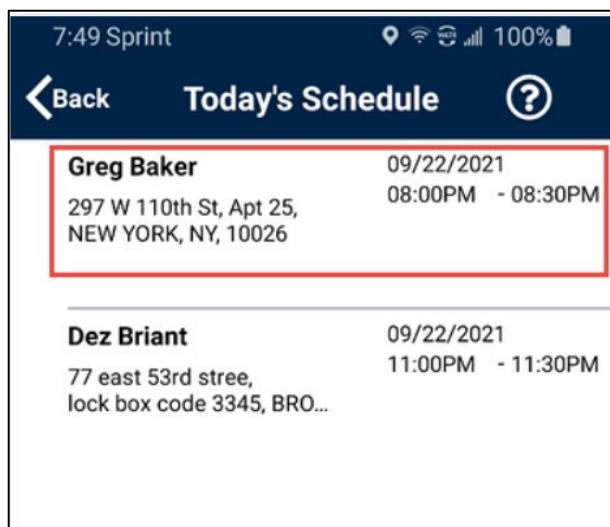 7:49 Sprint 100%
Back Today's Schedule ?
Greg Baker 09/22/2021
297 W 110th St, Apt 25, 08:00PM - 08:30PM
NEW YORK, NY, 10026
Dez Briant 09/22/2021
77 east 53rd stree, 11:00PM - 11:30PM
lock box code 3345, BRO...